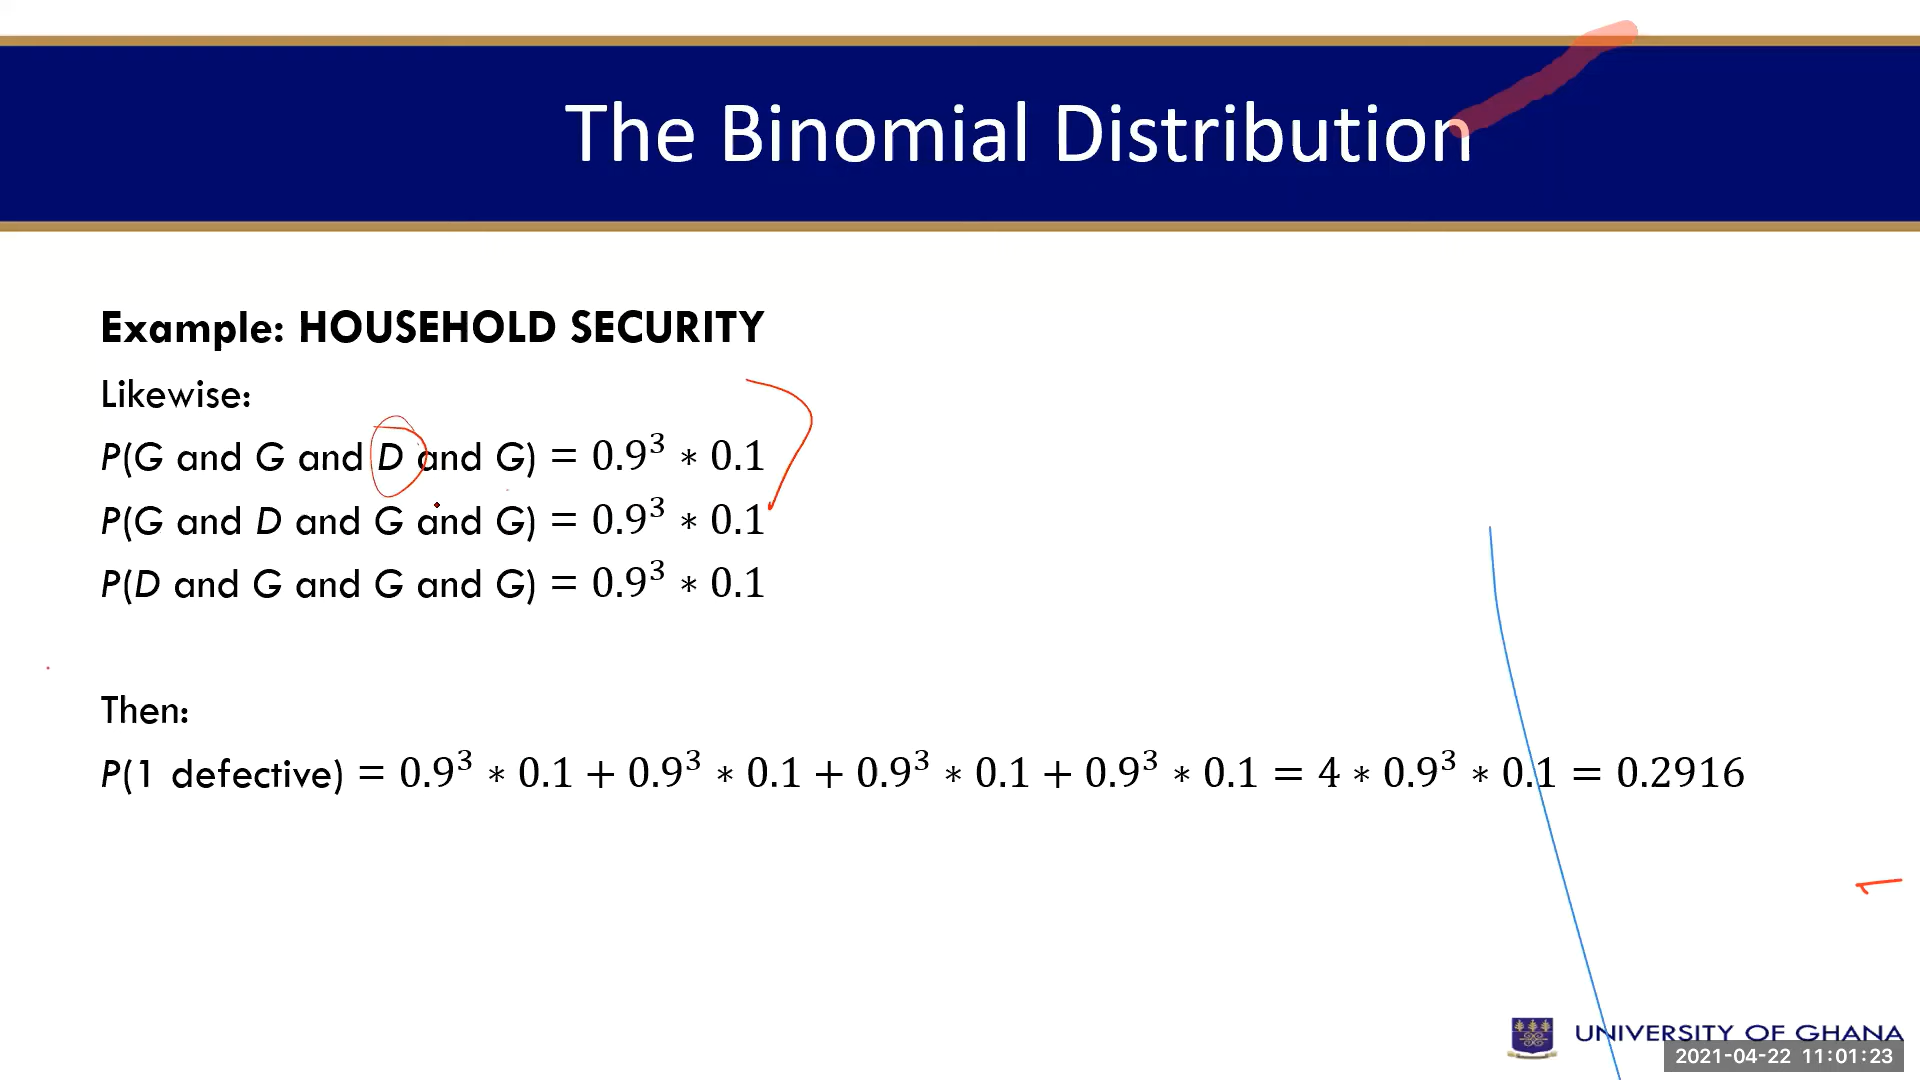 The Binomial Distribution
Example: HOUSEHOLD SECURITY
Likewise:
P(G and G and D and G) = 0.9³ ∗ 0.1
P(G and D and G and G) = 0.9³ ∗ 0.1
P(D and G and G and G) = 0.9³ ∗ 0.1
Then:
P(1 defective) = 0.9³ ∗ 0.1 + 0.9³ ∗ 0.1 + 0.9³ ∗ 0.1 + 0.9³ ∗ 0.1 = 4 ∗ 0.9³ ∗ 0.1 = 0.2916
UNIVERSITY OF GHANA
2021-04-22 11:01:23